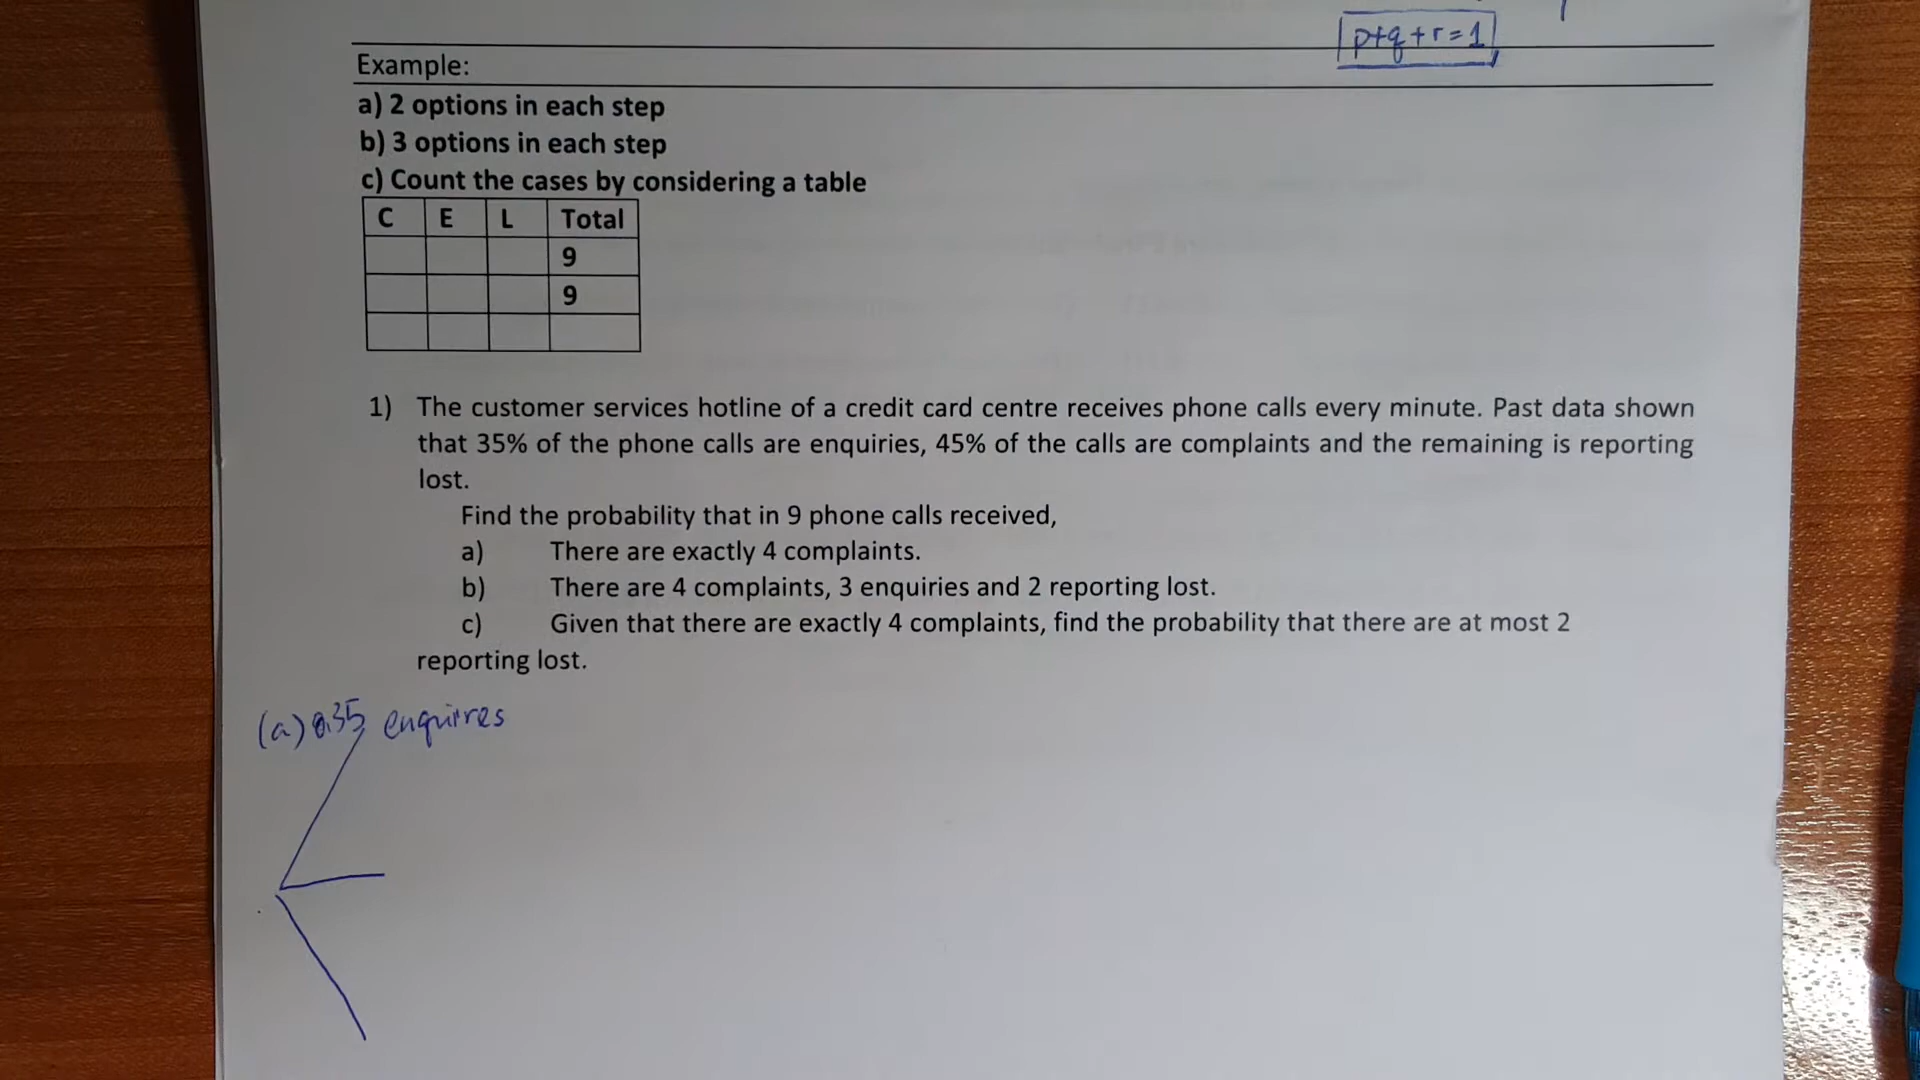 p+q+r=1
Example:
a) 2 options in each step
b) 3 options in each step
c) Count the cases by considering a table
C E L Total
9
9
1) The customer services hotline of a credit card centre receives phone calls every minute. Past data shown
that 35% of the phone calls are enquiries, 45% of the calls are complaints and the remaining is reporting
lost.
Find the probability that in 9 phone calls received,
a) There are exactly 4 complaints.
b) There are 4 complaints, 3 enquiries and 2 reporting lost.
c) Given that there are exactly 4 complaints, find the probability that there are at most 2
reporting lost.
(a) 0.35 enquires